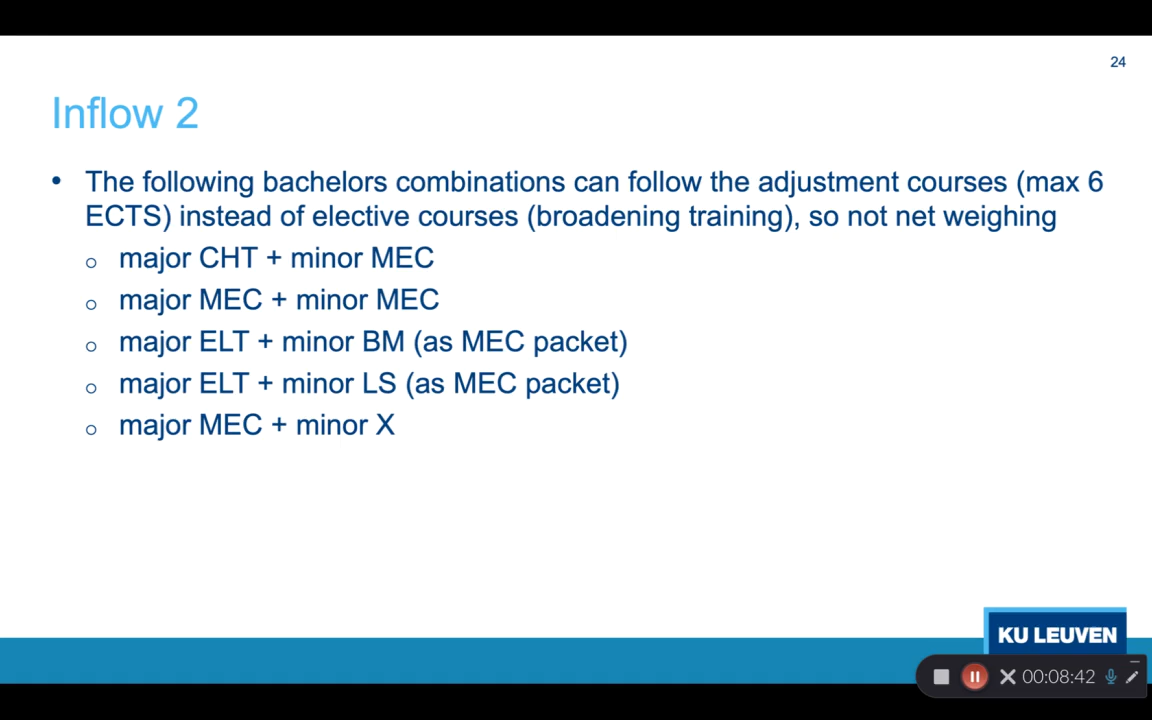 24
Inflow 2
• The following bachelors combinations can follow the adjustment courses (max 6
ECTS) instead of elective courses (broadening training), so not net weighing
o major CHT + minor MEC
o major MEC + minor MEC
o major ELT + minor BM (as MEC packet)
o major ELT + minor LS (as MEC packet)
o major MEC + minor X
KU LEUVEN
00:08:42